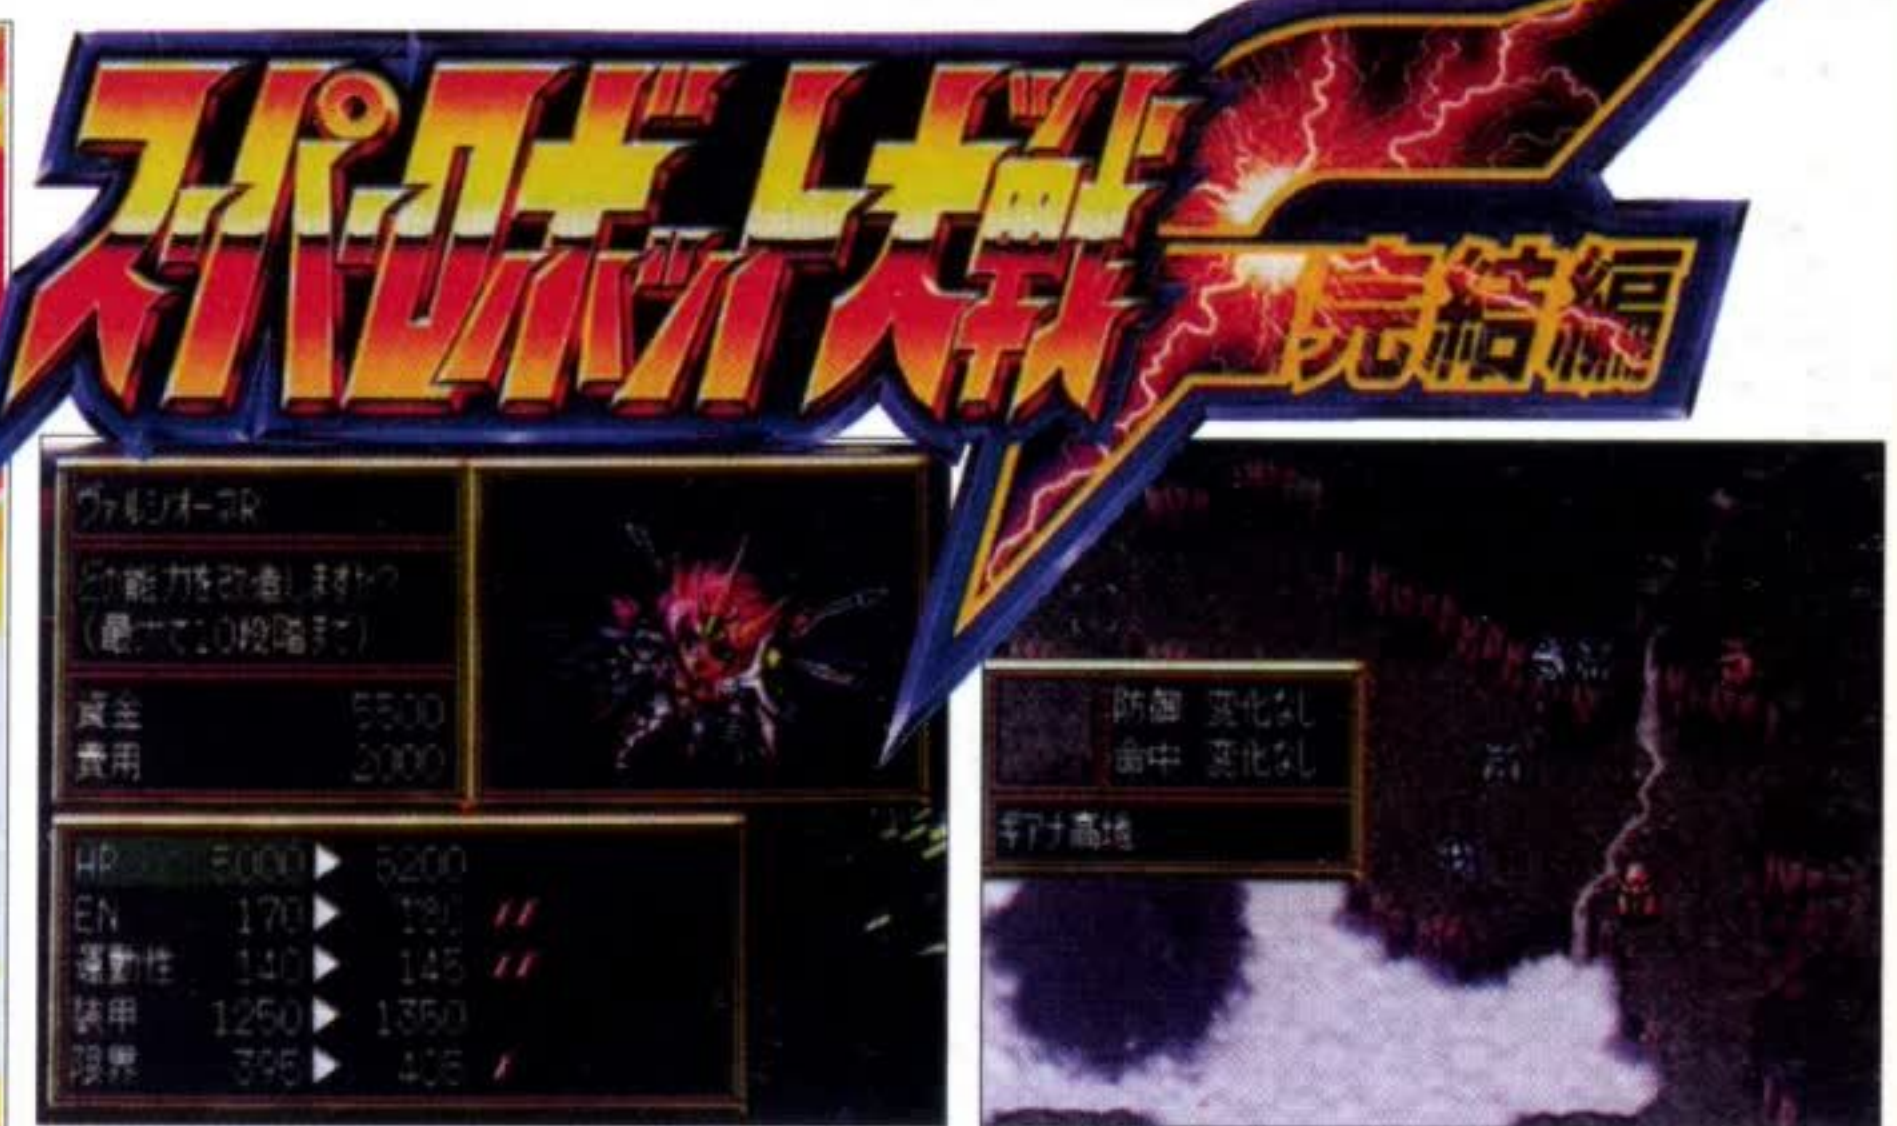 スーパーロボット大戦F
完結編
ヴァルシオーネR
どの能力を改造しますか?
(最大で10段階まで)
資金 5500
費用 2000
HP 5000 ▶ 5200
EN 170 ▶ 180
運動性 140 ▶ 145
装甲 1250 ▶ 1350
限界 395 ▶ 405
防御 変化なし
命中 変化なし
ギアナ高地